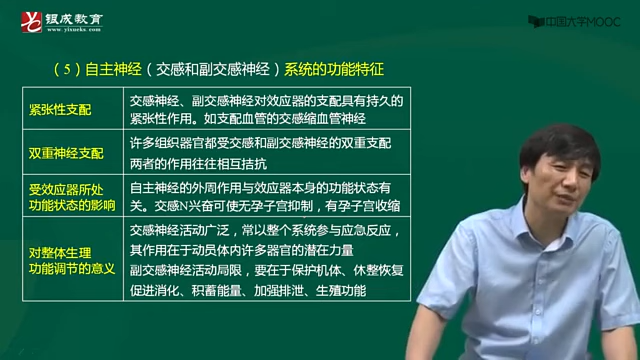 银成教育
www.yixueks.com
中国大学MOOC
（5）自主神经（交感和副交感神经）系统的功能特征
紧张性支配
交感神经、副交感神经对效应器的支配具有持久的
紧张性作用。如支配血管的交感缩血管神经
双重神经支配
许多组织器官都受交感和副交感神经的双重支配
两者的作用往往相互拮抗
受效应器所处
功能状态的影响
自主神经的外周作用与效应器本身的功能状态有
关。交感N兴奋可使无孕子宫抑制，有孕子宫收缩
对整体生理
功能调节的意义
交感神经活动广泛，常以整个系统参与应急反应，
其作用在于动员体内许多器官的潜在力量
副交感神经活动局限，要在于保护机体、休整恢复
促进消化、积蓄能量、加强排泄、生殖功能